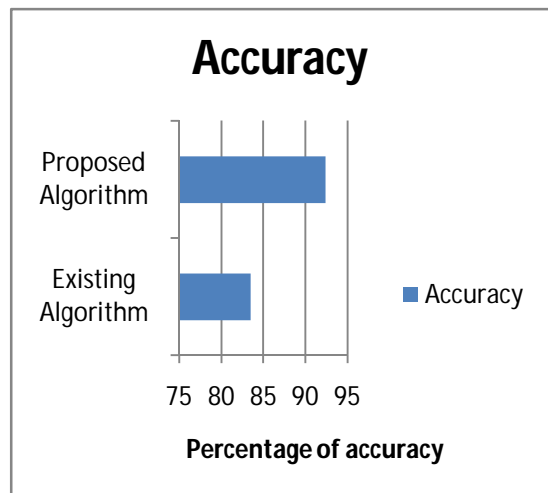 Accuracy
Proposed
Algorithm
Existing
Algorithm
Accuracy
75 80 85 90 95
Percentage of accuracy